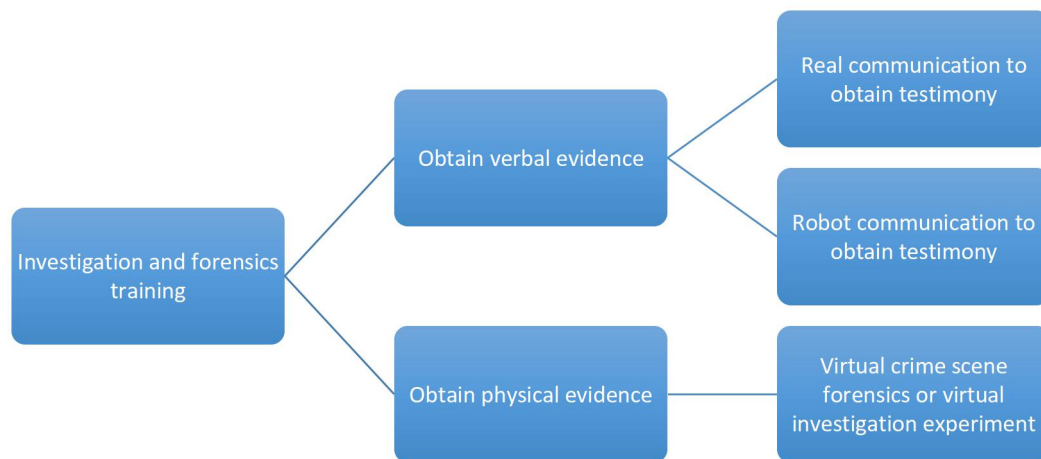 Investigation and forensics
training
Obtain verbal evidence
Real communication to
obtain testimony
Robot communication to
obtain testimony
Obtain physical evidence
Virtual crime scene
forensics or virtual
investigation experiment